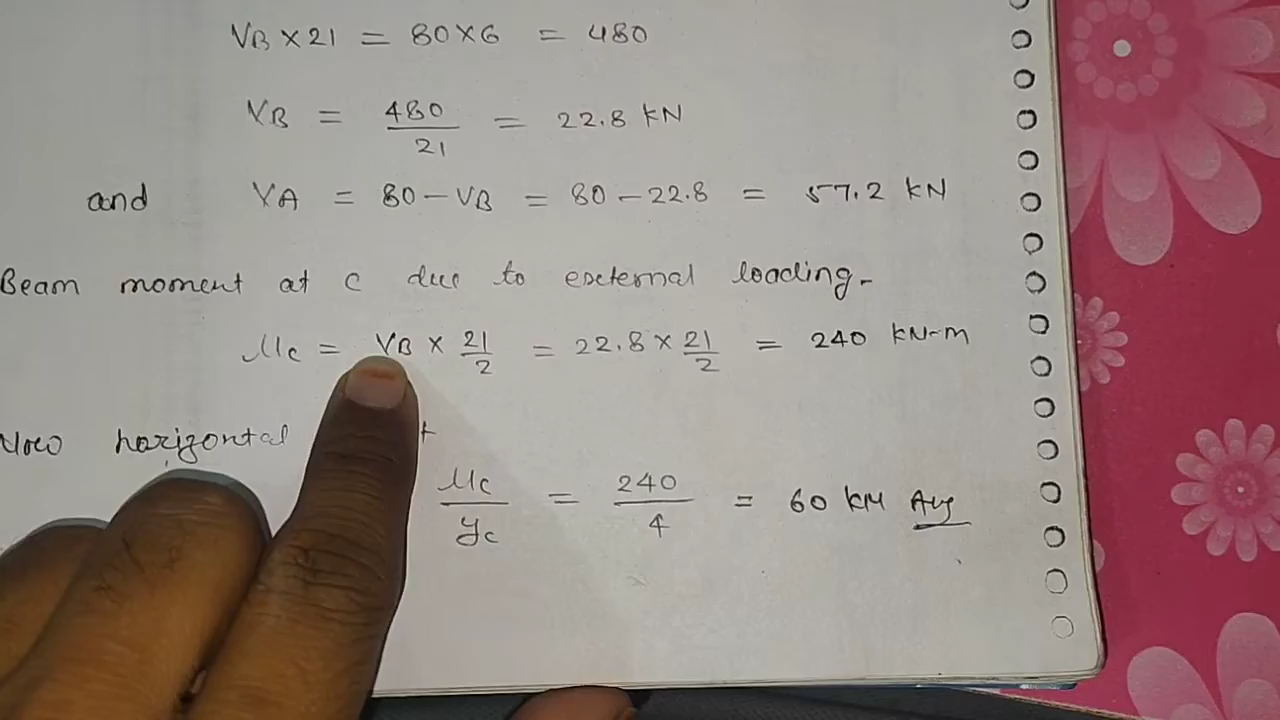 VB × 21 = 80×6 = 480
VB = 480/21 = 22.8 KN
and VA = 80 – VB = 80 – 22.8 = 57.2 KN
Beam moment at C due to external loading-
Mc = VB × 21/2 = 22.8 × 21/2 = 240 KN-m
Now horizontal
Mc/yc = 240/4 = 60 KN